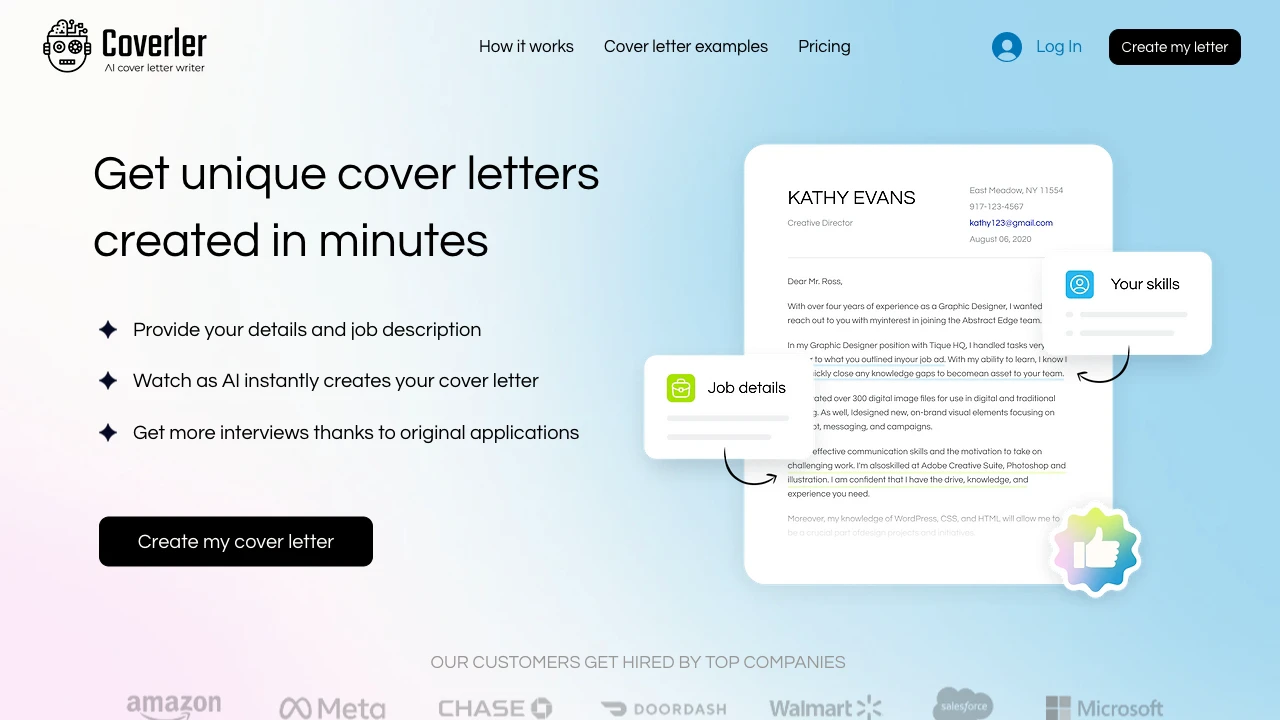 Coverler
AI cover letter writer
How it works
Cover letter examples
Pricing
Log In
Create my letter
Get unique cover letters
created in minutes
Provide your details and job description
Watch as AI instantly creates your cover letter
Get more interviews thanks to original applications
Create my cover letter
KATHY EVANS
Creative Director
East Meadow, NY 11554
917-123-4567
kathy123@gmail.com
August 06, 2020
Dear Mr. Ross,
With over four years of experience as a Graphic Designer, I wanted
reach out to you with myinterest in joining the Abstract Edge team.
In my Graphic Designer position with Tique HQ, I handled tasks very
to what you outlined inyour job ad. With my ability to learn, I know I
close any knowledge gaps to becomean asset to your team.
over 300 digital image files for use in digital and traditional
As well, Idesigned new, on-brand visual elements focusing on
messaging, and campaigns.
effective communication skills and the motivation to take on
challenging work. I'm alsoskilled at Adobe Creative Suite, Photoshop and
illustration. I am confident that I have the drive, knowledge, and
experience you need.
Moreover, my knowledge of WordPress, CSS, and HTML will allow me to
be a crucial part ofdesign projects and initiatives.
Your skills
Job details
OUR CUSTOMERS GET HIRED BY TOP COMPANIES
amazon
Meta
CHASE
DOORDASH
Walmart
salesforce
Microsoft